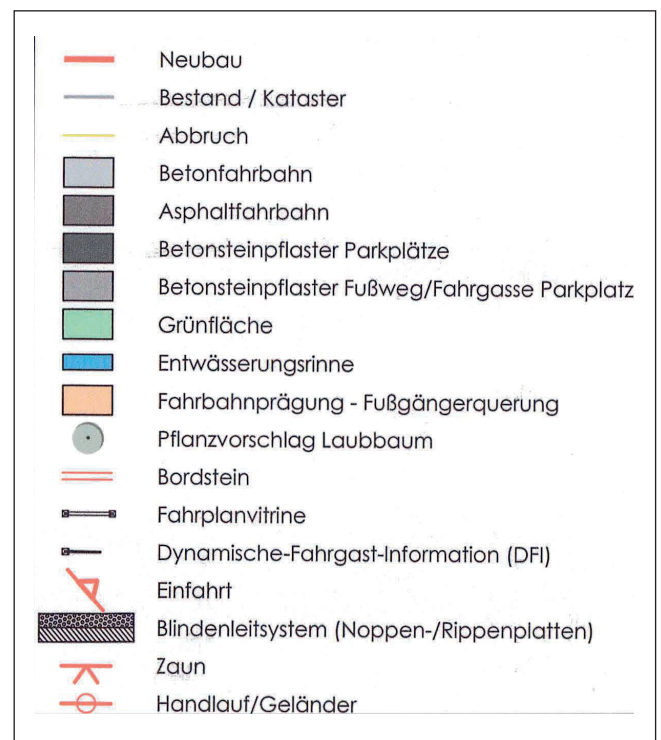 Neubau
Bestand / Kataster
Abbruch
Betonfahrbahn
Asphaltfahrbahn
Betonsteinpflaster Parkplätze
Betonsteinpflaster Fußweg/Fahrgasse Parkplatz
Grünfläche
Entwässerungsrinne
Fahrbahnprägung - Fußgängerquerung
Pflanzvorschlag Laubbaum
Bordstein
Fahrplanvitrine
Dynamische-Fahrgast-Information (DFI)
Einfahrt
Blindenleitsystem (Noppen-/Rippenplatten)
Zaun
Handlauf/Geländer